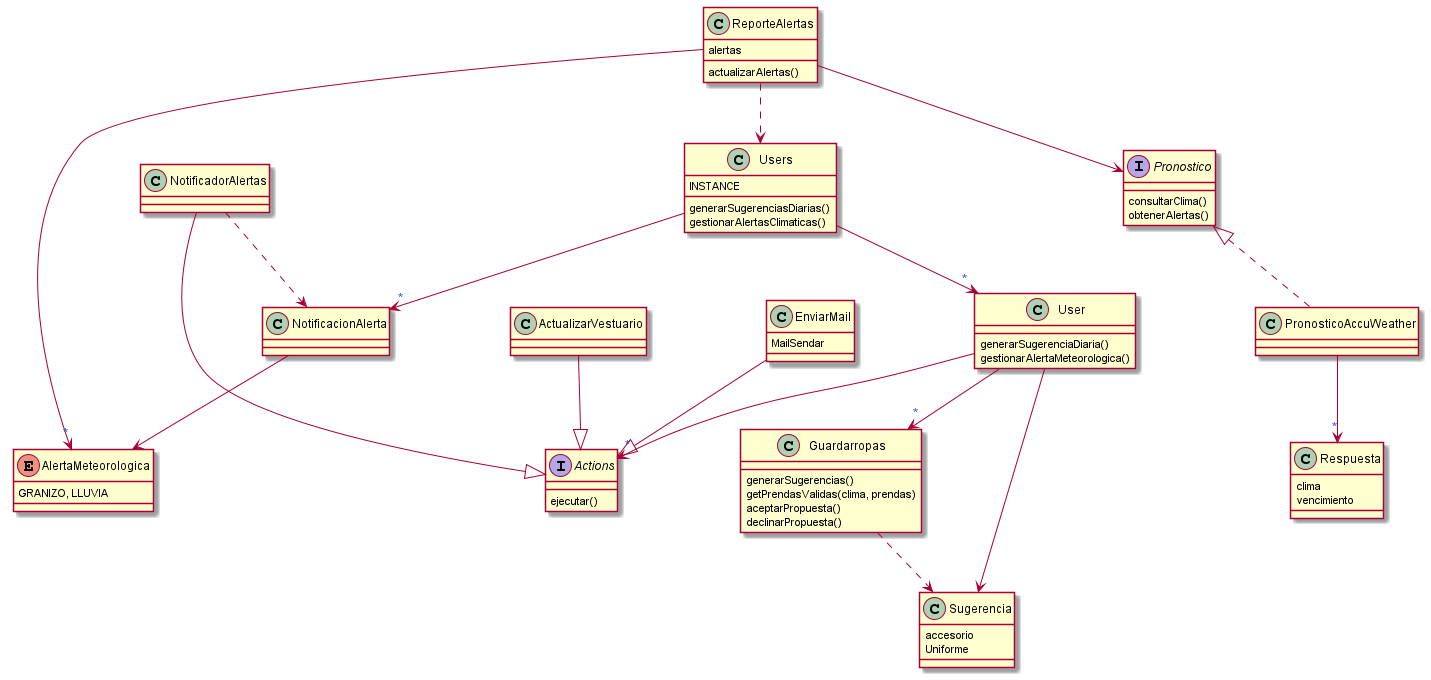 C ReporteAlertas
alertas
actualizarAlertas()
C Users
INSTANCE
generarSugerenciasDiarias()
gestionarAlertasClimaticas()
I Pronostico
consultarClima()
obtenerAlertas()
C NotificadorAlertas
*
*
C NotificacionAlerta
C ActualizarVestuario
C EnviarMail
MailSendar
C User
generarSugerenciaDiaria()
gestionarAlertaMeteorologica()
C PronosticoAccuWeather
*
*
*
*
E AlertaMeteorologica
GRANIZO, LLUVIA
I Actions
ejecutar()
C Guardarropas
generarSugerencias()
getPrendasValidas(clima, prendas)
aceptarPropuesta()
declinarPropuesta()
C Respuesta
clima
vencimiento
C Sugerencia
accesorio
Uniforme